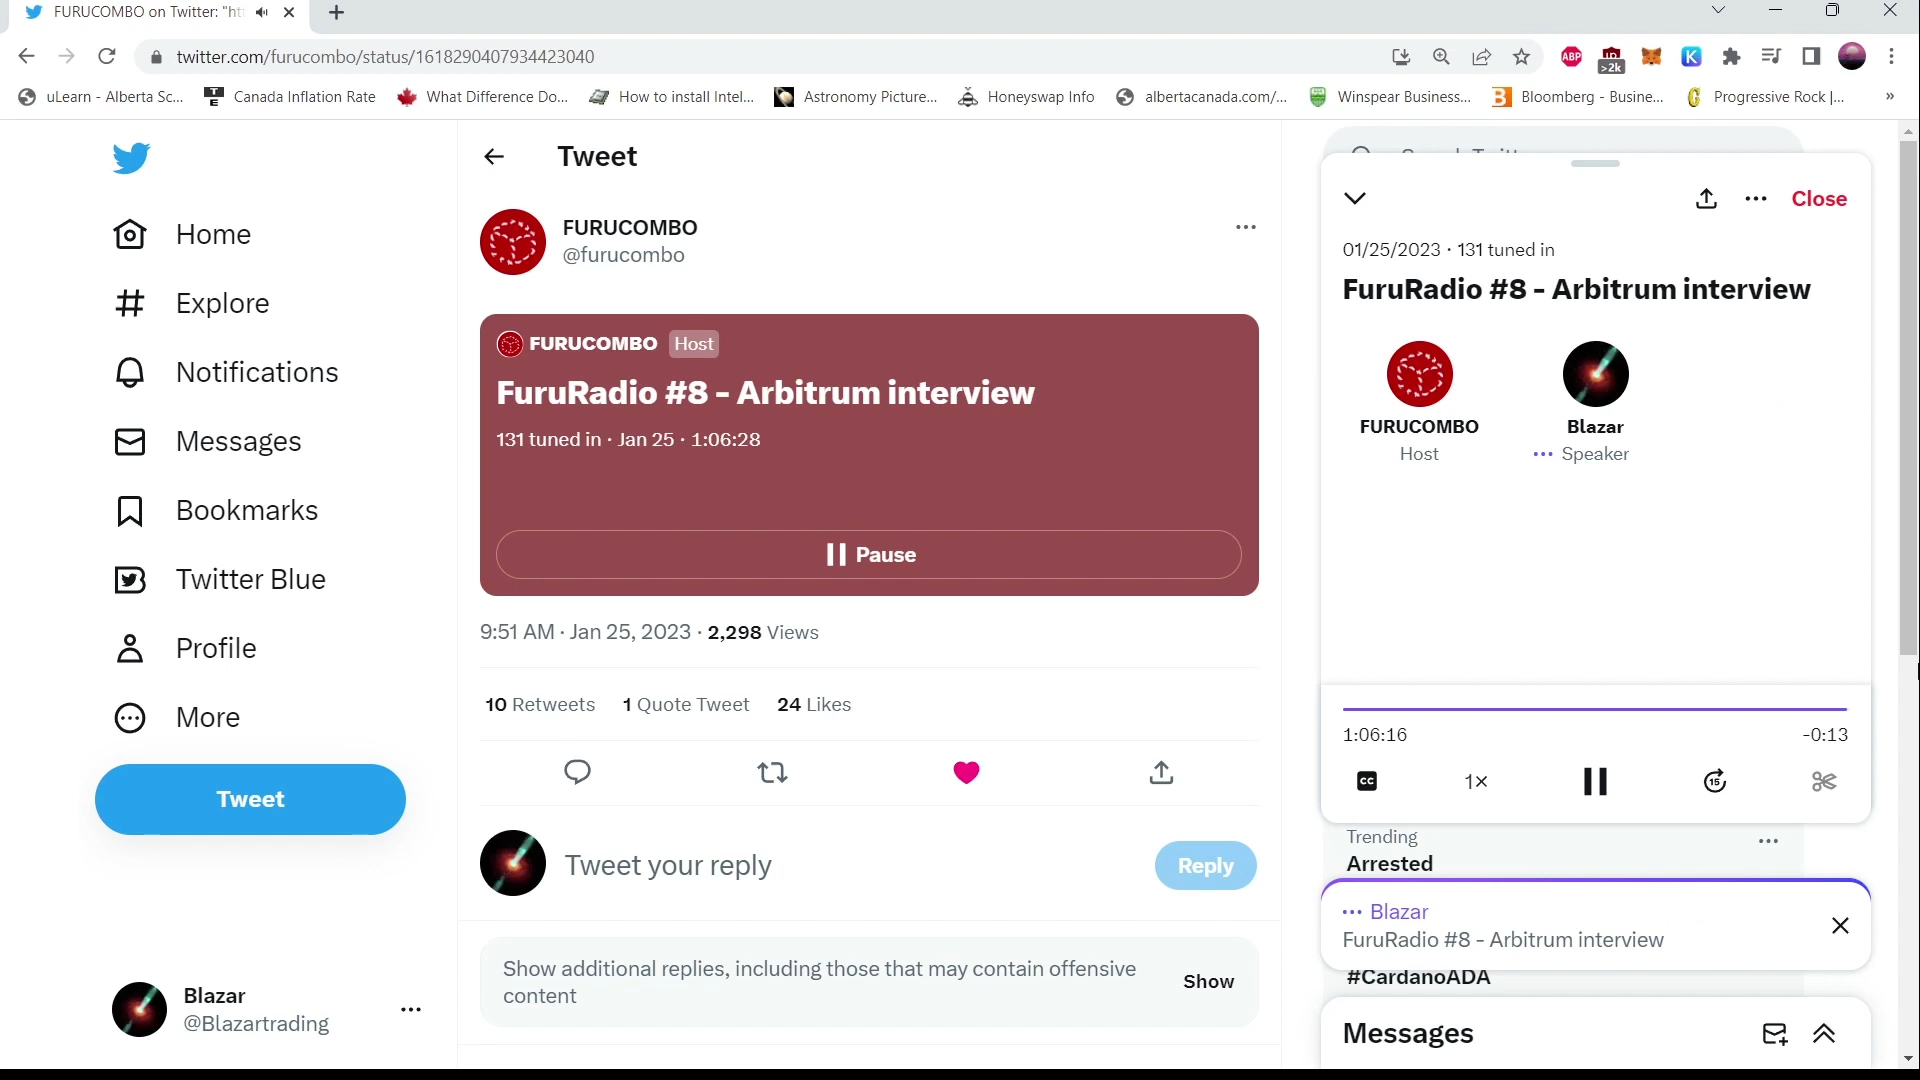 FURUCOMBO on Twitter: "htt
twitter.com/furucombo/status/1618290407934423040
ABP
>2k
K
uLearn - Alberta Sc...
Canada Inflation Rate
What Difference Do...
How to install Intel...
Astronomy Picture...
Honeyswap Info
albertacanada.com/...
Winspear Business...
Bloomberg - Busine...
Progressive Rock |...
»
Home
Explore
Notifications
Messages
Bookmarks
Twitter Blue
Profile
More
Tweet
Blazar
@Blazartrading
Tweet
FURUCOMBO
@furucombo
FURUCOMBO Host
FuruRadio #8 - Arbitrum interview
131 tuned in · Jan 25 · 1:06:28
Pause
9:51 AM · Jan 25, 2023 · 2,298 Views
10 Retweets 1 Quote Tweet 24 Likes
Tweet your reply
Reply
Show additional replies, including those that may contain offensive
content
Show
Close
01/25/2023 · 131 tuned in
FuruRadio #8 - Arbitrum interview
FURUCOMBO
Host
Blazar
Speaker
1:06:16
-0:13
CC
1×
15
Trending
Arrested
Blazar
FuruRadio #8 - Arbitrum interview
#CardanoADA
Messages